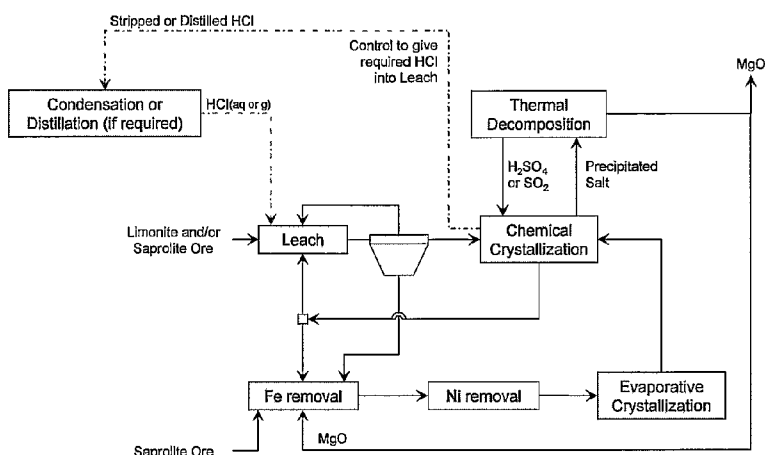 Stripped or Distilled HCl
Control to give
required HCl
into Leach
MgO
Condensation or
Distillation (if required)
HCl(aq or g)
Thermal
Decomposition
H₂SO₄
or SO₂
Precipitated
Salt
Limonite and/or
Saprolite Ore
Leach
Chemical
Crystallization
Fe removal
Ni removal
Evaporative
Crystallization
MgO
Saprolite Ore